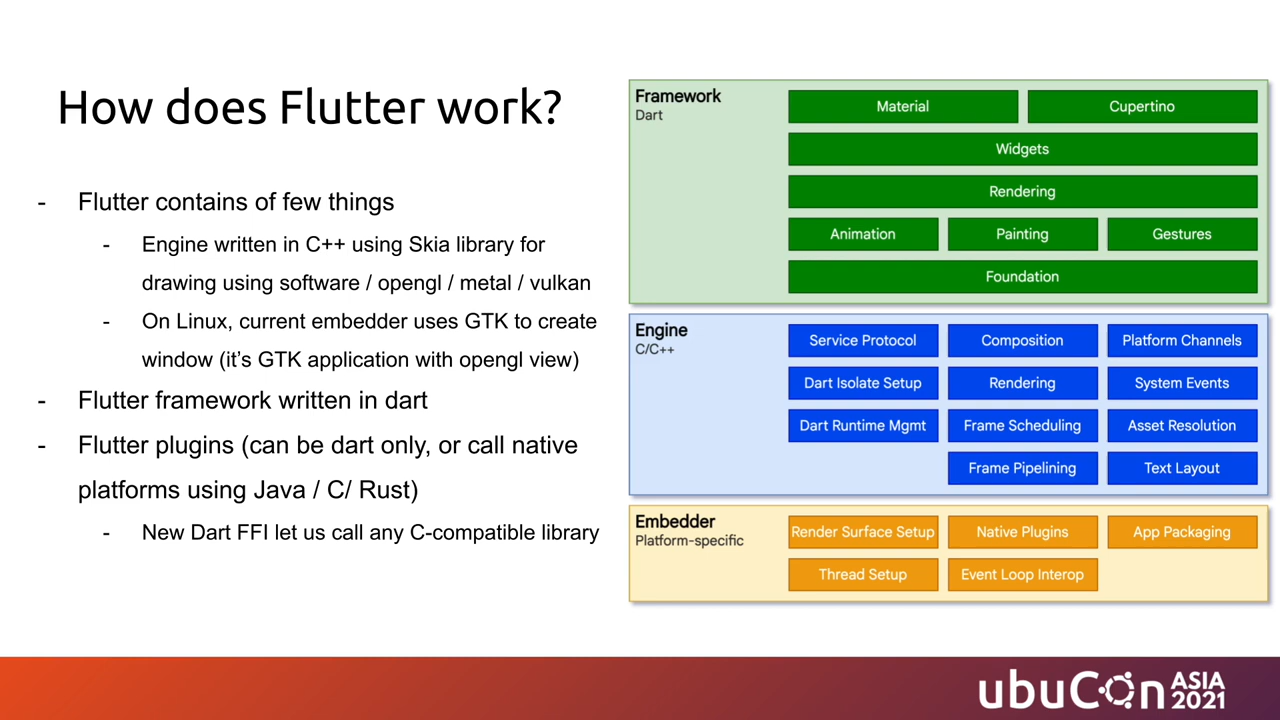 How does Flutter work?
- Flutter contains of few things
- Engine written in C++ using Skia library for
drawing using software / opengl / metal / vulkan
- On Linux, current embedder uses GTK to create
window (it's GTK application with opengl view)
- Flutter framework written in dart
- Flutter plugins (can be dart only, or call native
platforms using Java / C/ Rust)
- New Dart FFI let us call any C-compatible library
Framework
Dart
Material Cupertino
Widgets
Rendering
Animation Painting Gestures
Foundation
Engine
C/C++
Service Protocol Composition Platform Channels
Dart Isolate Setup Rendering System Events
Dart Runtime Mgmt Frame Scheduling Asset Resolution
Frame Pipelining Text Layout
Embedder
Platform-specific
Render Surface Setup Native Plugins App Packaging
Thread Setup Event Loop Interop
ubuCon ASIA
2021